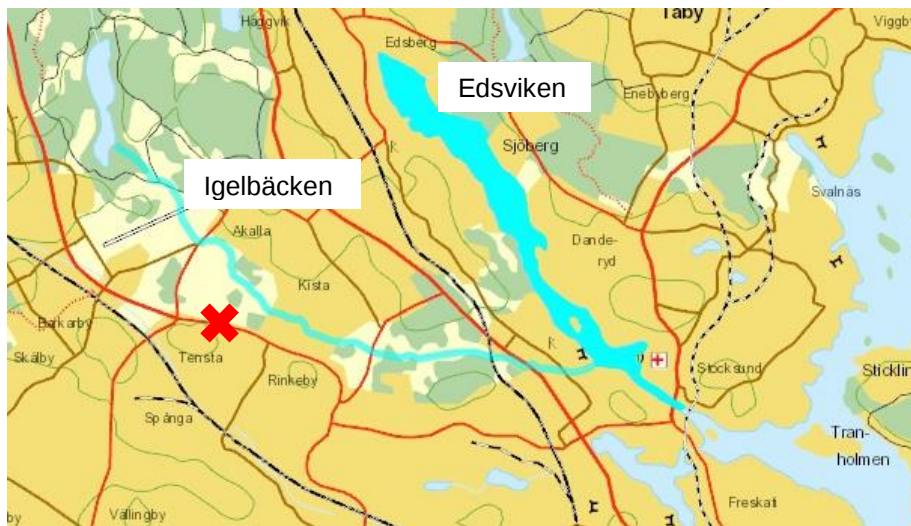 Häggvik
Täby
Viggby
Edsberg
Edsviken
Enebyberg
Sjöberg
Igelbäcken
Svalnäs
Akalla
Dande-
ryd
Kista
Barkarby
Skälby
Tensta
Rinkeby
Stocksund
Sticklin
Spånga
Tran-
holmen
Freskati
Vällingby
by